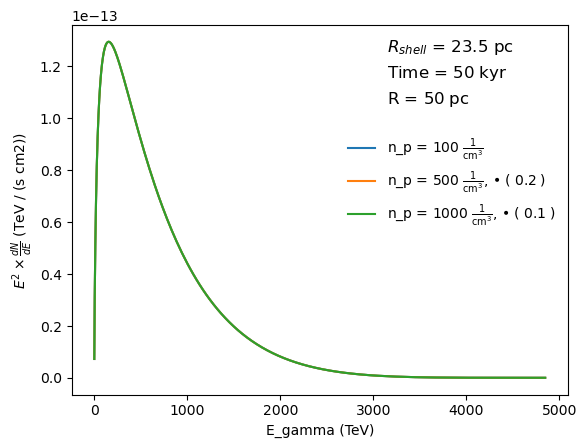 1e−13
R_shell = 23.5 pc
Time = 50 kyr
R = 50 pc
n_p = 100 1/cm³
n_p = 500 1/cm³, • ( 0.2 )
n_p = 1000 1/cm³, • ( 0.1 )
1.2
1.0
0.8
0.6
0.4
0.2
0.0
E² × dN/dE (TeV / (s cm2))
0 1000 2000 3000 4000 5000
E_gamma (TeV)